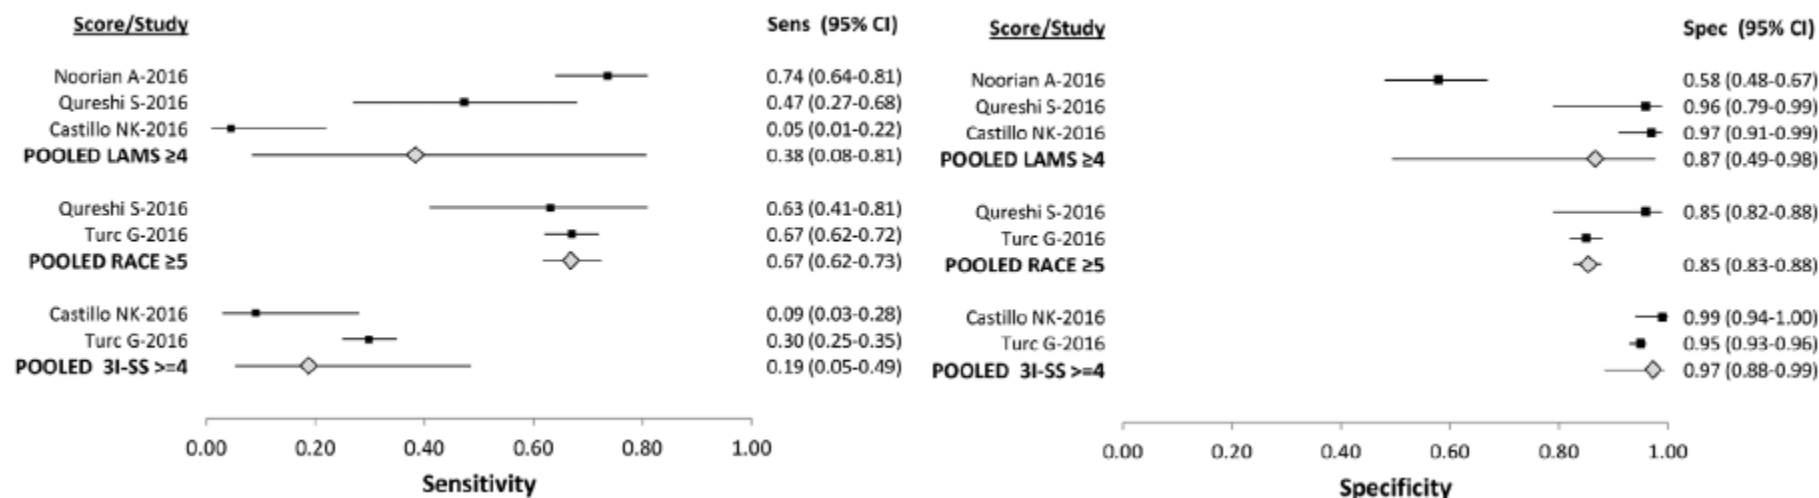 Score/Study Sens (95% CI)
Noorian A-2016 0.74 (0.64-0.81)
Qureshi S-2016 0.47 (0.27-0.68)
Castillo NK-2016 0.05 (0.01-0.22)
POOLED LAMS ≥4 0.38 (0.08-0.81)
Qureshi S-2016 0.63 (0.41-0.81)
Turc G-2016 0.67 (0.62-0.72)
POOLED RACE ≥5 0.67 (0.62-0.73)
Castillo NK-2016 0.09 (0.03-0.28)
Turc G-2016 0.30 (0.25-0.35)
POOLED 3I-SS >=4 0.19 (0.05-0.49)
0.00 0.20 0.40 0.60 0.80 1.00
Sensitivity
Score/Study Spec (95% CI)
Noorian A-2016 0.58 (0.48-0.67)
Qureshi S-2016 0.96 (0.79-0.99)
Castillo NK-2016 0.97 (0.91-0.99)
POOLED LAMS ≥4 0.87 (0.49-0.98)
Qureshi S-2016 0.85 (0.82-0.88)
Turc G-2016
POOLED RACE ≥5 0.85 (0.83-0.88)
Castillo NK-2016 0.99 (0.94-1.00)
Turc G-2016 0.95 (0.93-0.96)
POOLED 3I-SS >=4 0.97 (0.88-0.99)
0.00 0.20 0.40 0.60 0.80 1.00
Specificity